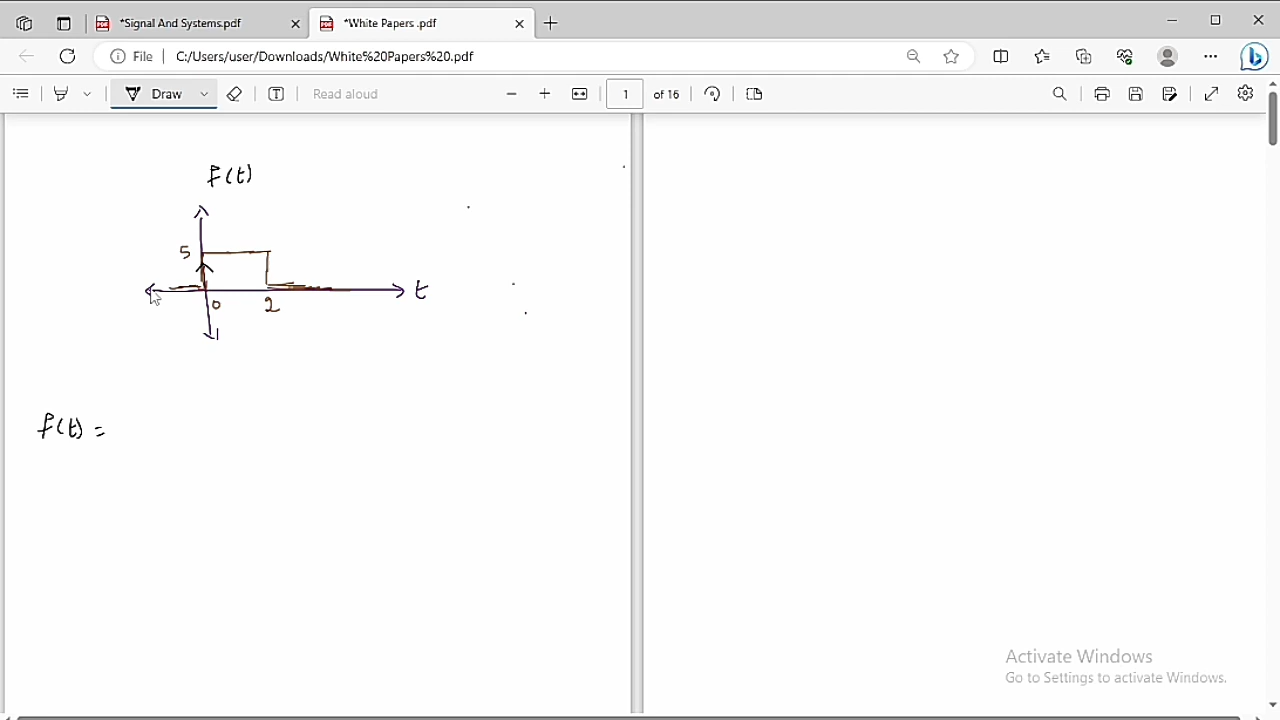 *Signal And Systems.pdf
*White Papers .pdf
File
C:/Users/user/Downloads/White%20Papers%20.pdf
Draw
Read aloud
1
of 16
f(t)
5
t
0
2
f(t) =
Activate Windows
Go to Settings to activate Windows.